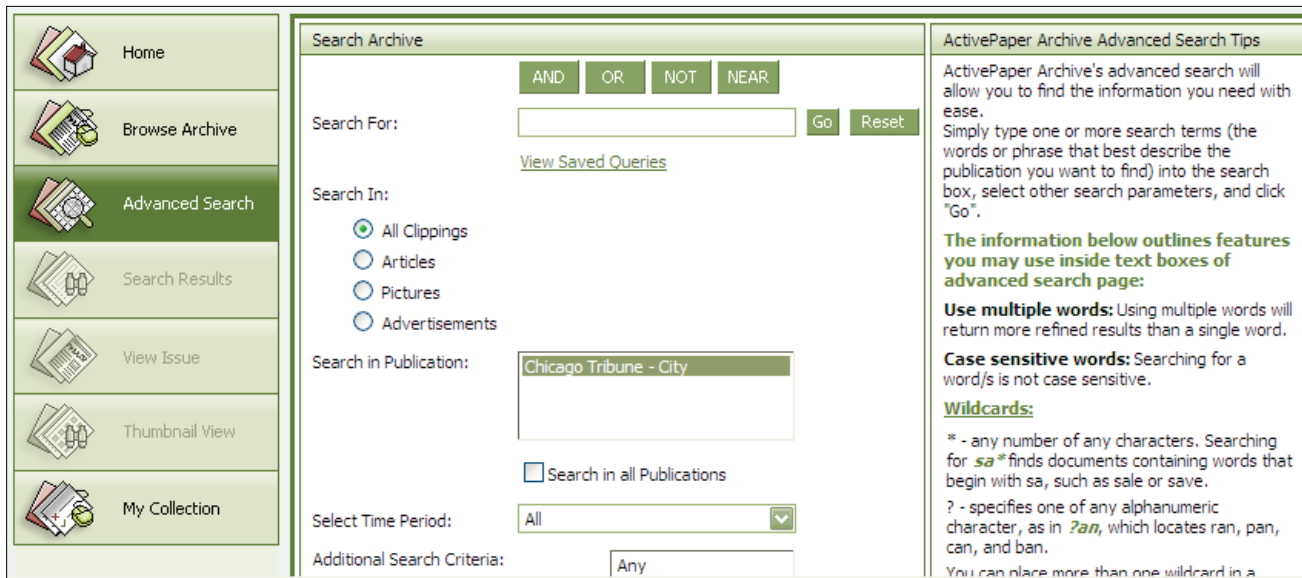 Home
Browse Archive
Advanced Search
Search Results
View Issue
Thumbnail View
My Collection
Search Archive
AND OR NOT NEAR
Search For: Go Reset
View Saved Queries
Search In:
All Clippings
Articles
Pictures
Advertisements
Search in Publication: Chicago Tribune - City
Search in all Publications
Select Time Period: All
Additional Search Criteria: Any
ActivePaper Archive Advanced Search Tips
ActivePaper Archive's advanced search will
allow you to find the information you need with
ease.
Simply type one or more search terms (the
words or phrase that best describe the
publication you want to find) into the search
box, select other search parameters, and click
"Go".
The information below outlines features
you may use inside text boxes of
advanced search page:
Use multiple words: Using multiple words will
return more refined results than a single word.
Case sensitive words: Searching for a
word/s is not case sensitive.
Wildcards:
* - any number of any characters. Searching
for sa* finds documents containing words that
begin with sa, such as sale or save.
? - specifies one of any alphanumeric
character, as in ?an, which locates ran, pan,
can, and ban.
You can place more than one wildcard in a